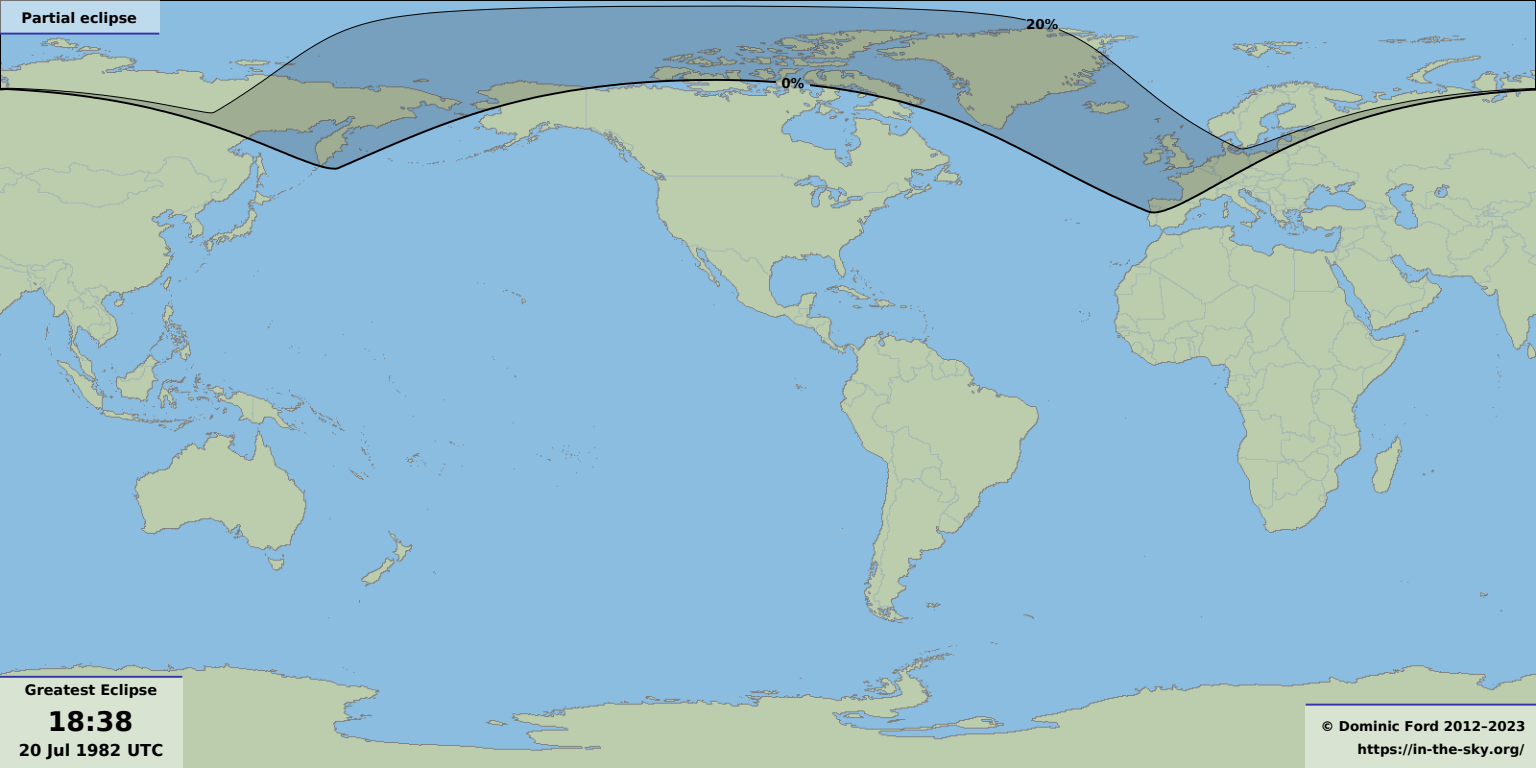 Partial eclipse
20%
0%
Greatest Eclipse
18:38
20 Jul 1982 UTC
© Dominic Ford 2012–2023
https://in-the-sky.org/